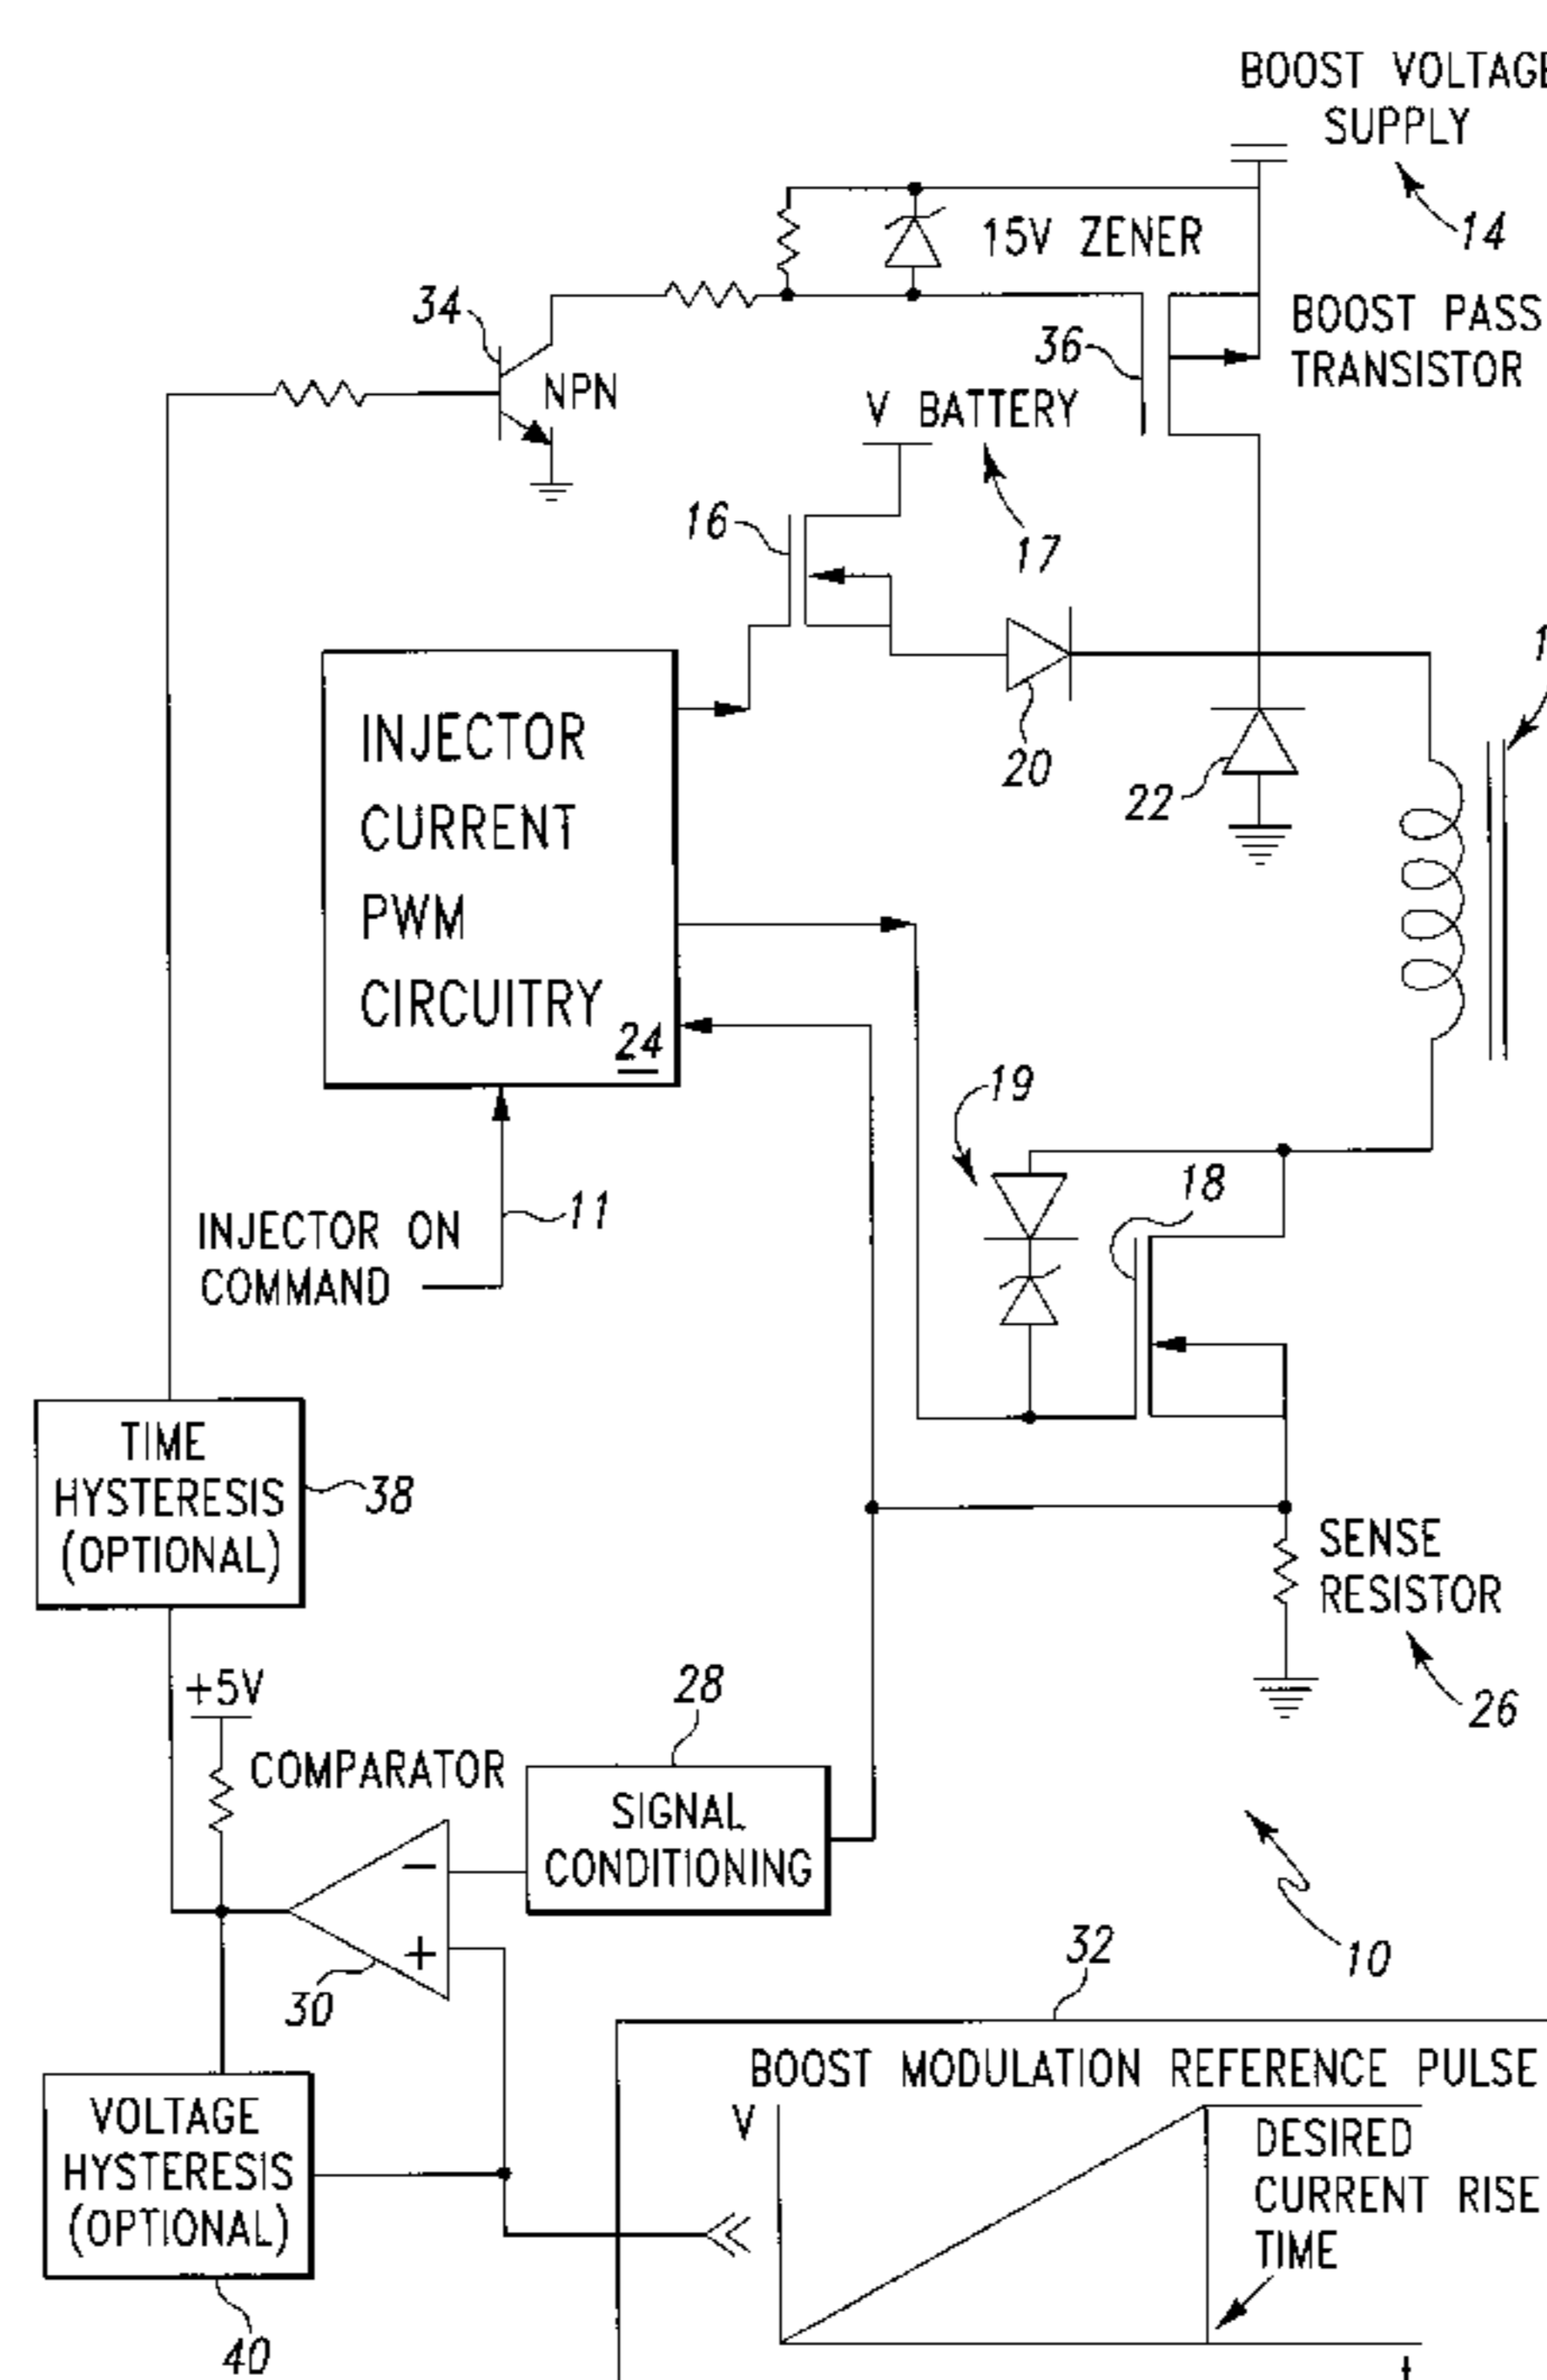 BOOST VOLTAGE
SUPPLY
14
15V ZENER
34
NPN
36
BOOST PASS
TRANSISTOR
V BATTERY
16
17
INJECTOR
CURRENT
PWM
CIRCUITRY
24
20
22
19
18
INJECTOR ON
COMMAND
11
TIME
HYSTERESIS
(OPTIONAL)
38
SENSE
RESISTOR
26
+5V
COMPARATOR
28
SIGNAL
CONDITIONING
−
+
30
10
32
BOOST MODULATION REFERENCE PULSE
V
DESIRED
CURRENT RISE
TIME
t
VOLTAGE
HYSTERESIS
(OPTIONAL)
40